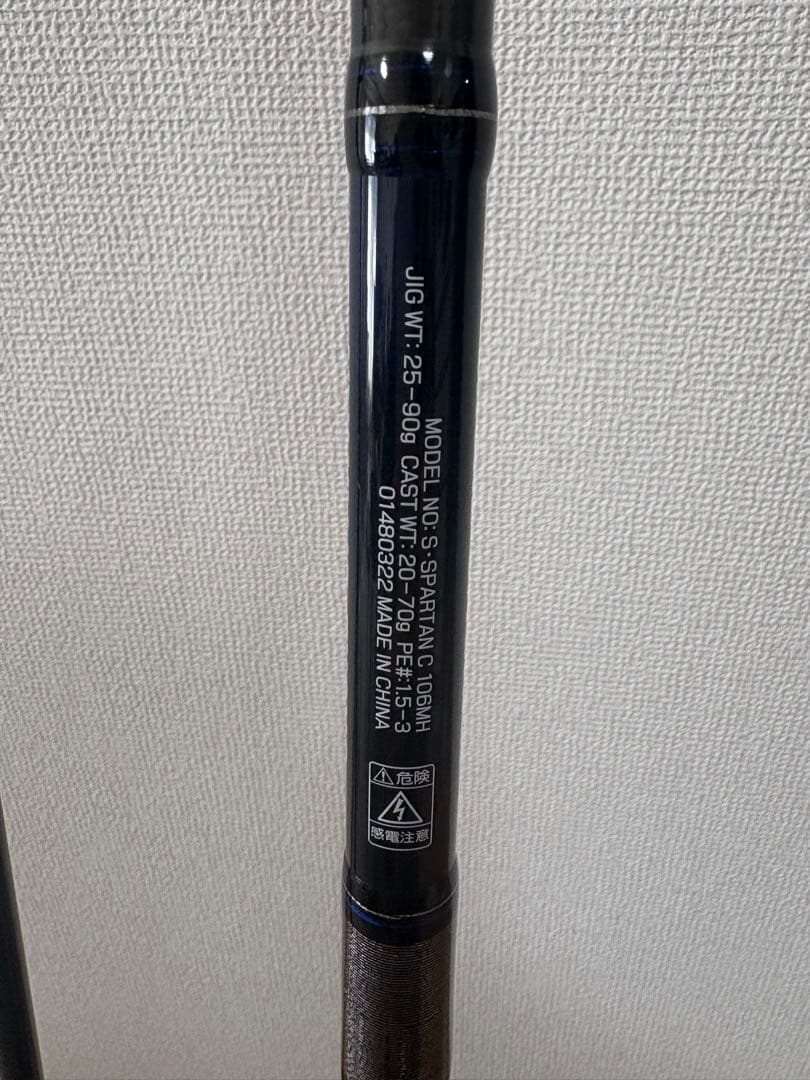 MODEL NO: S・SPARTAN C 106MH
JIG WT: 25-90g CAST WT: 20-70g PE#:1.5-3
01480322 MADE IN CHINA
危険
感電注意